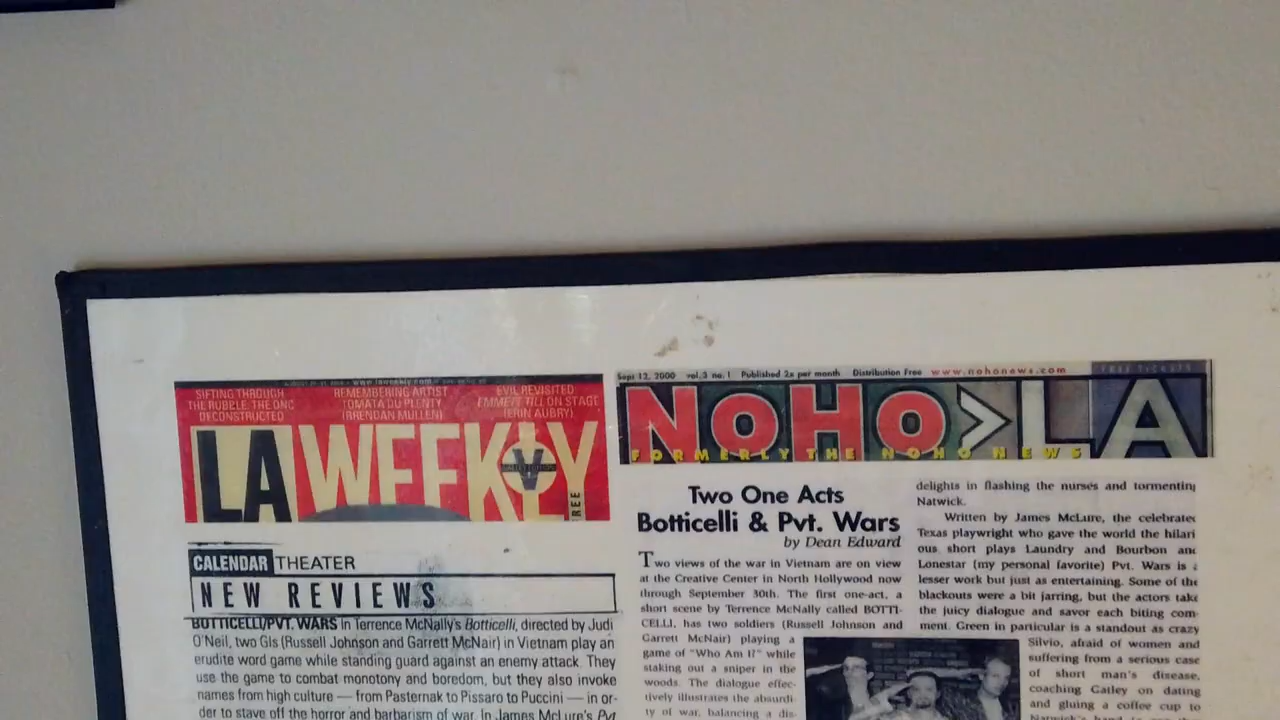 www.laweekly.com
SIFTING THROUGH
THE RUBBLE: THE DNC
DECONSTRUCTED
REMEMBERING ARTIST
TOMATA DU PLENTY
(BRENDAN MULLEN)
EVIL REVISITED
EMMETT TILL ON STAGE
(ERIN AUBRY)
LA WEEKLY
FREE
CALENDAR THEATER
NEW REVIEWS
BOTTICELLI/PVT. WARS In Terrence McNally's Botticelli, directed by Judi
O'Neil, two GIs (Russell Johnson and Garrett McNair) in Vietnam play an
erudite word game while standing guard against an enemy attack. They
use the game to combat monotony and boredom, but they also invoke
names from high culture — from Pasternak to Pissaro to Puccini — in or-
der to stave off the horror and barbarism of war. In James McLure's Pvt
Sept 12, 2000 vol.3 no.1 Published 2x per month Distribution Free www.nohonews.com
FREE TICKETS
NOHO>LA
FORMERLY THE NOHO NEWS
Two One Acts
Botticelli & Pvt. Wars
by Dean Edward
Two views of the war in Vietnam are on view
at the Creative Center in North Hollywood now
through September 30th. The first one-act, a
short scene by Terrence McNally called BOTTI-
CELLI, has two soldiers (Russell Johnson and
Garrett McNair) playing a
game of "Who Am I?" while
staking out a sniper in the
woods. The dialogue effec-
tively illustrates the absurdi-
ty of war, balancing a dis-
delights in flashing the nurses and tormenting
Natwick.
Written by James McLure, the celebrated
Texas playwright who gave the world the hilari
ous short plays Laundry and Bourbon and
Lonestar (my personal favorite) Pvt. Wars is a
lesser work but just as entertaining. Some of the
blackouts were a bit jarring, but the actors take
the juicy dialogue and savor each biting com-
ment. Green in particular is a standout as crazy
Silvio, afraid of women and
suffering from a serious case
of short man's disease,
coaching Gatley on dating
and gluing a coffee cup to
Natwick's hand